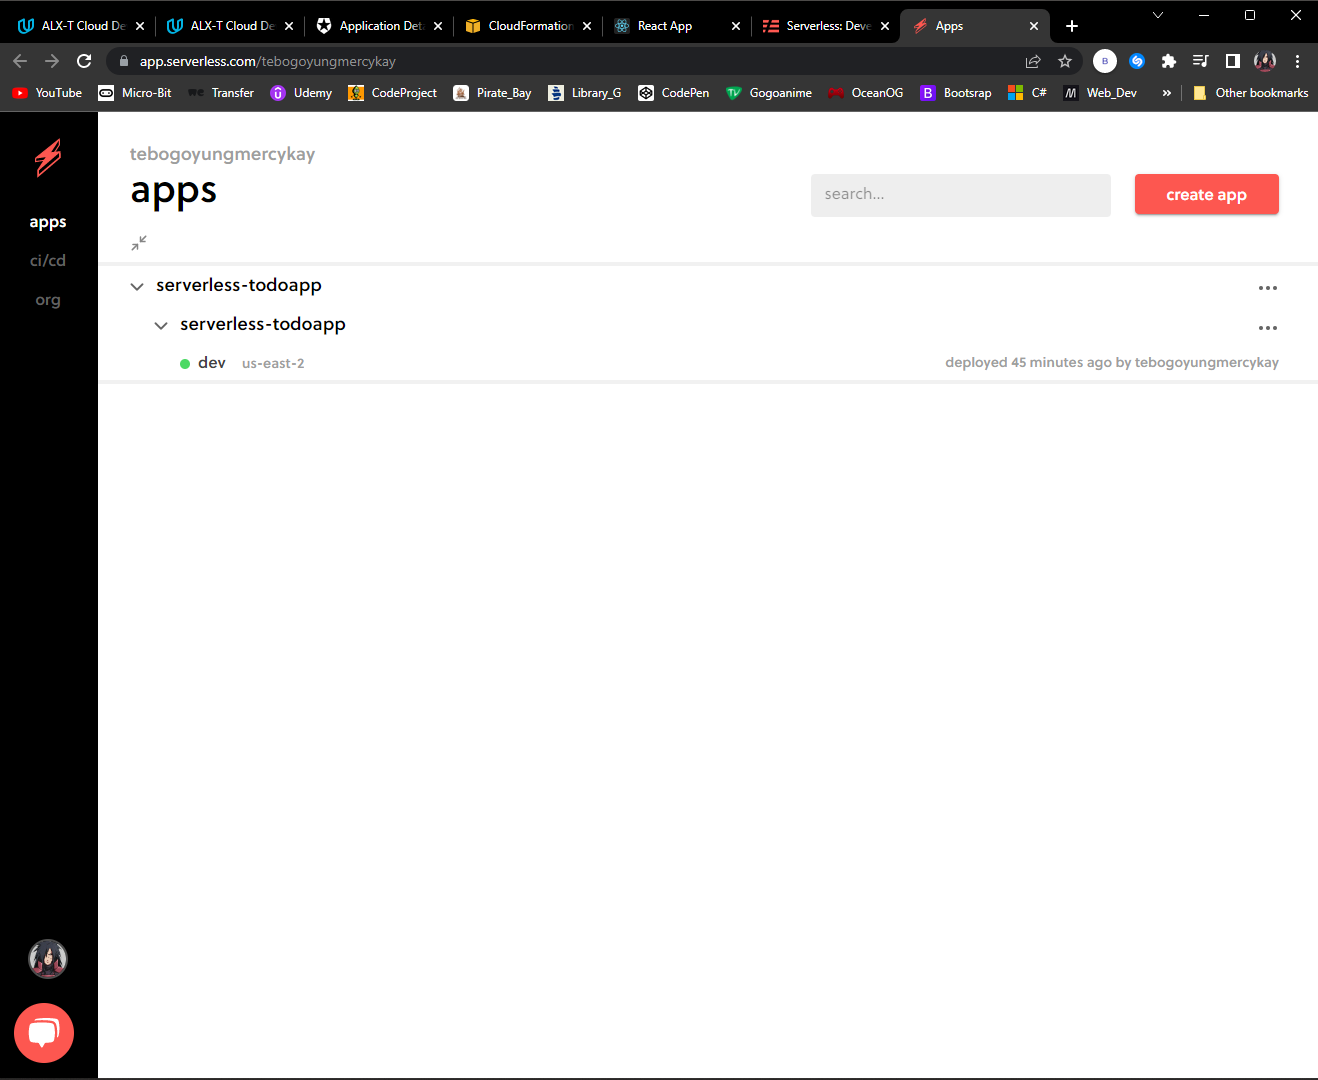 ALX-T Cloud De
ALX-T Cloud De
Application Det
CloudFormation
React App
Serverless: Deve
Apps
app.serverless.com/tebogoyungmercykay
B
YouTube
Micro-Bit
we Transfer
Udemy
CodeProject
Pirate_Bay
Library_G
CodePen
Gogoanime
OceanOG
B Bootsrap
C#
Web_Dev
»
Other bookmarks
tebogoyungmercykay
apps
search...
create app
apps
ci/cd
org
serverless-todoapp
serverless-todoapp
dev us-east-2 deployed 45 minutes ago by tebogoyungmercykay